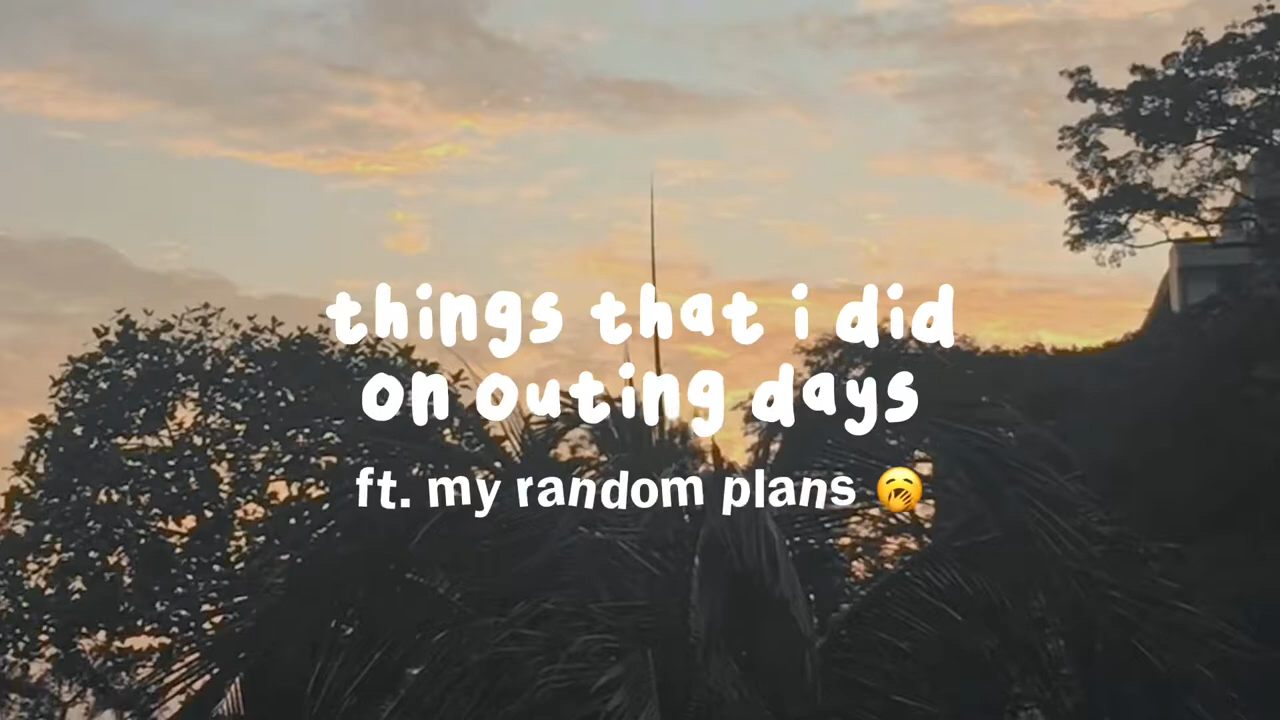 things that i did
on outing days
ft. my random plans 🥱